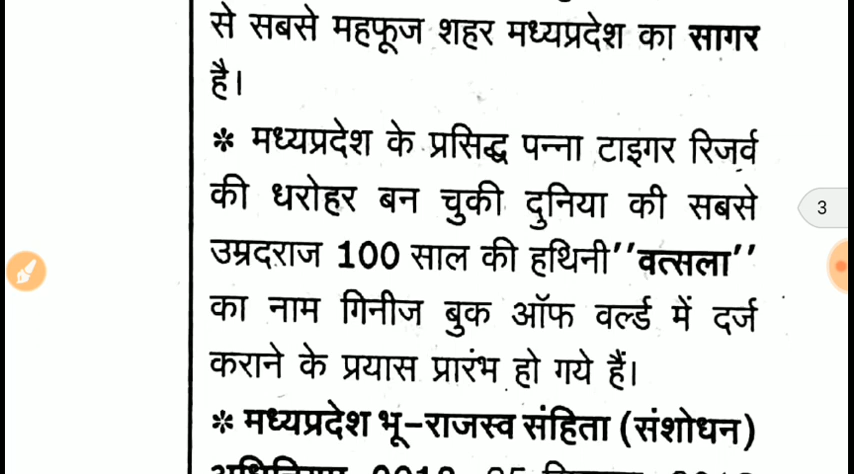 से सबसे महफूज शहर मध्यप्रदेश का सागर
है।
* मध्यप्रदेश के प्रसिद्ध पन्ना टाइगर रिजर्व
की धरोहर बन चुकी दुनिया की सबसे
उम्रदराज 100 साल की हथिनी''वत्सला''
का नाम गिनीज बुक ऑफ वर्ल्ड में दर्ज
कराने के प्रयास प्रारंभ हो गये हैं।
* मध्यप्रदेश भू-राजस्व संहिता (संशोधन)
3